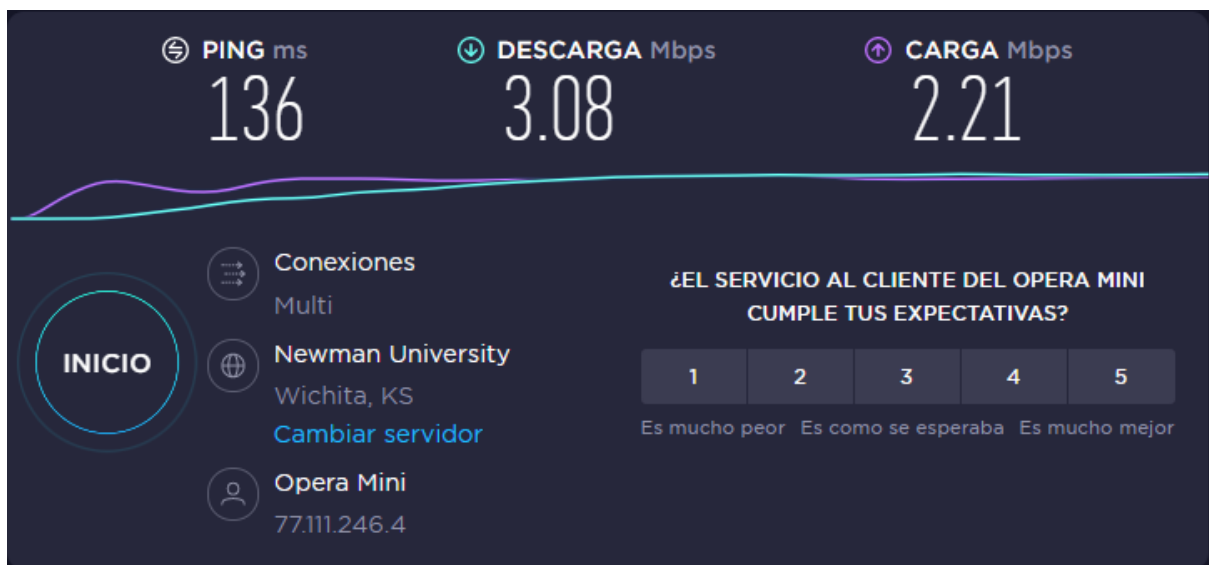 PING ms
136
DESCARGA Mbps
3.08
CARGA Mbps
2.21
INICIO
Conexiones
Multi
Newman University
Wichita, KS
Cambiar servidor
Opera Mini
77.111.246.4
¿EL SERVICIO AL CLIENTE DEL OPERA MINI
CUMPLE TUS EXPECTATIVAS?
1 2 3 4 5
Es mucho peor Es como se esperaba Es mucho mejor